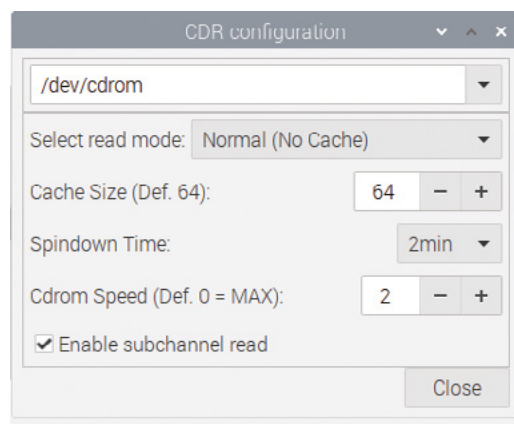 CDR configuration
/dev/cdrom
Select read mode: Normal (No Cache)
Cache Size (Def. 64): 64 − +
Spindown Time: 2min
Cdrom Speed (Def. 0 = MAX): 2 − +
Enable subchannel read
Close